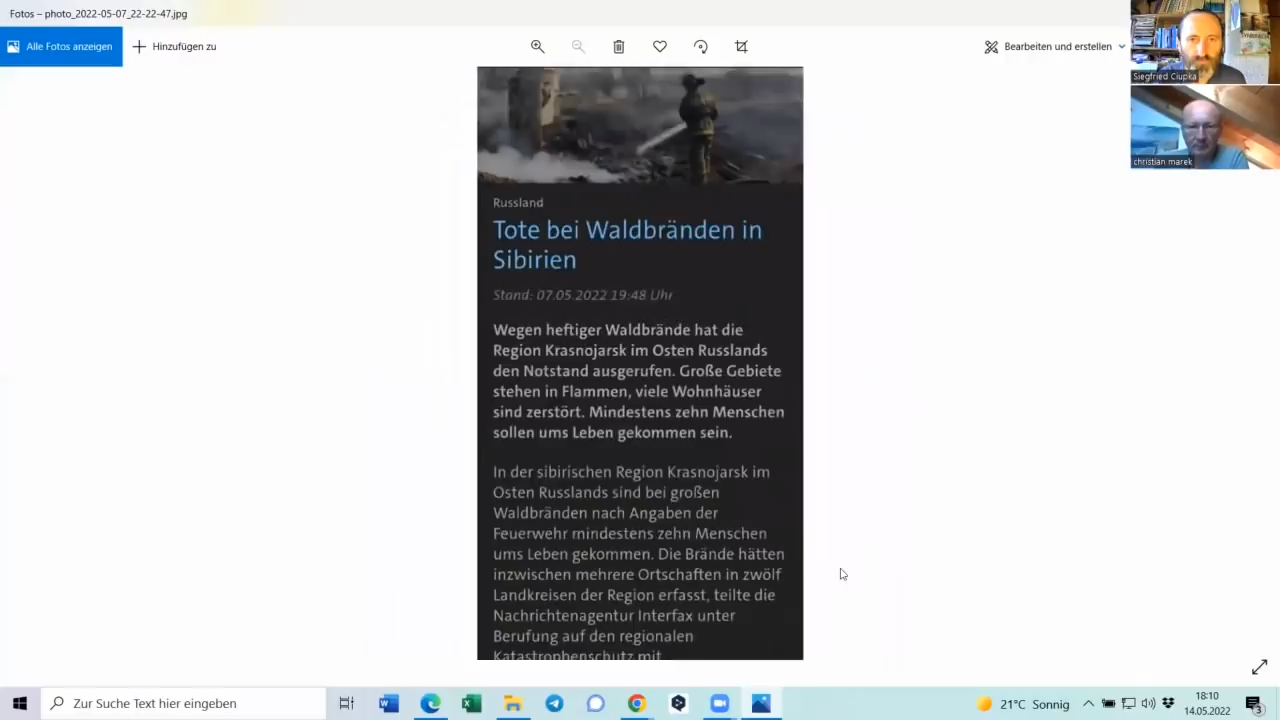 Fotos – photo_2022-05-07_22-22-47.jpg
Alle Fotos anzeigen
Hinzufügen zu
Bearbeiten und erstellen
Siegfried Ciupka
christian marek
Russland
Tote bei Waldbränden in
Sibirien
Stand: 07.05.2022 19:48 Uhr
Wegen heftiger Waldbrände hat die
Region Krasnojarsk im Osten Russlands
den Notstand ausgerufen. Große Gebiete
stehen in Flammen, viele Wohnhäuser
sind zerstört. Mindestens zehn Menschen
sollen ums Leben gekommen sein.
In der sibirischen Region Krasnojarsk im
Osten Russlands sind bei großen
Waldbränden nach Angaben der
Feuerwehr mindestens zehn Menschen
ums Leben gekommen. Die Brände hätten
inzwischen mehrere Ortschaften in zwölf
Landkreisen der Region erfasst, teilte die
Nachrichtenagentur Interfax unter
Berufung auf den regionalen
Katastrophenschutz mit
Zur Suche Text hier eingeben
21°C Sonnig
18:10
14.05.2022
3